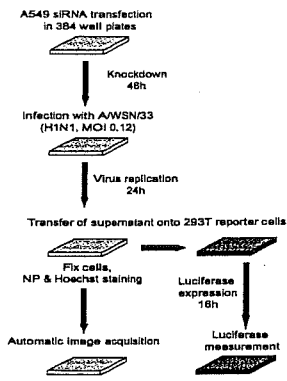 A549 siRNA transfection
in 384 well plates
Knockdown
48h
Infection with A/WSN/33
(H1N1, MOI 0.12)
Virus replication
24h
Transfer of supernatant onto 293T reporter cells
Fix cells,
NP & Hoechst staining
Luciferase
expression
16h
Automatic image acquisition
Luciferase
measurement